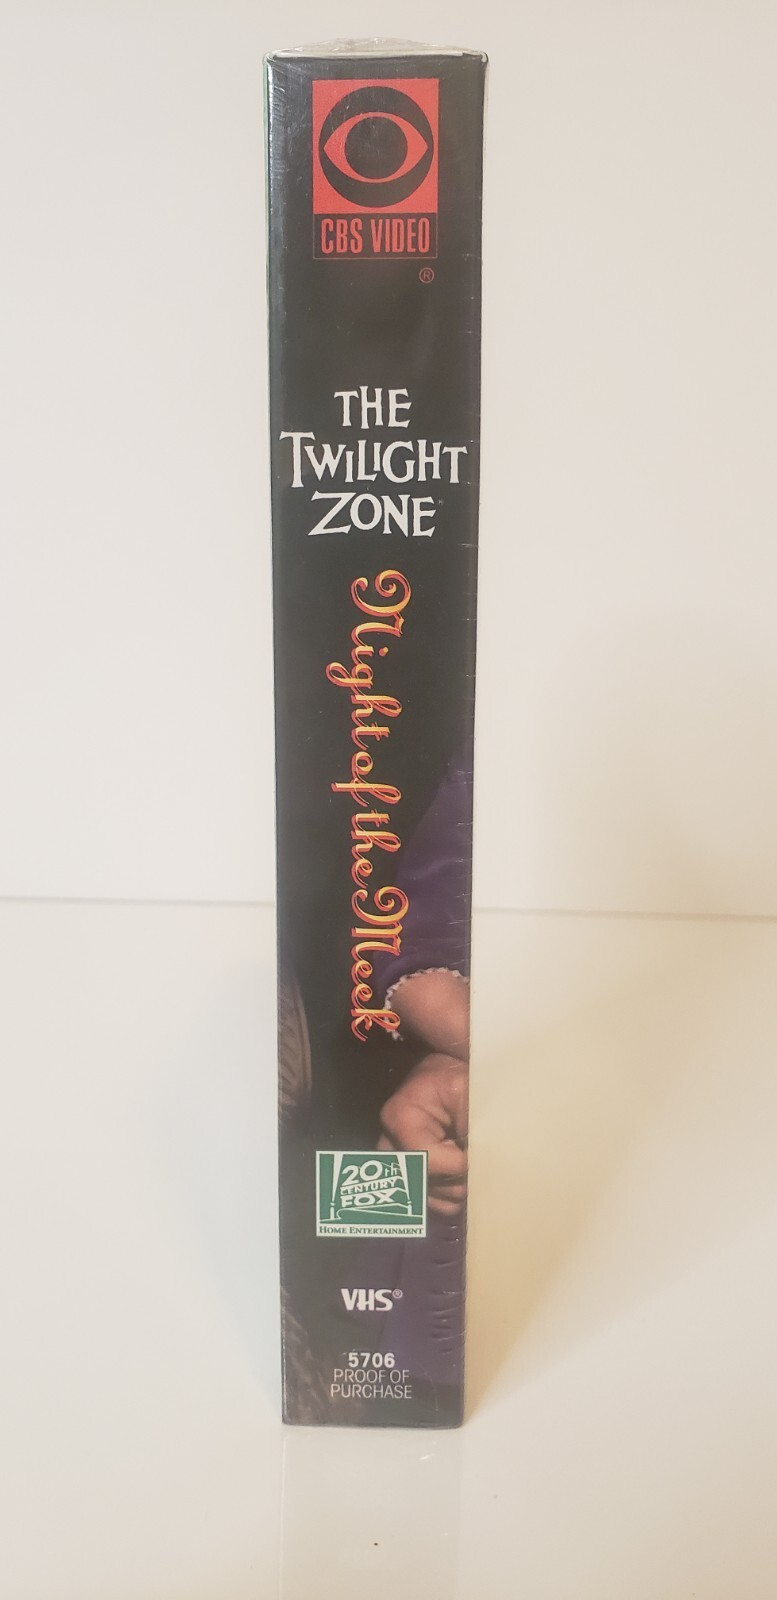 CBS VIDEO
®
THE
TWILIGHT
ZONE
Night of the Meek
20th
CENTURY
FOX
HOME ENTERTAINMENT
VHS®
5706
PROOF OF
PURCHASE